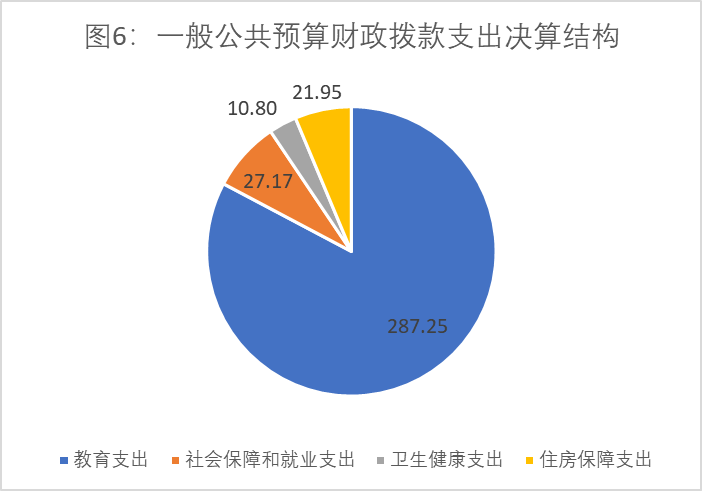 图6：一般公共预算财政拨款支出决算结构
21.95
10.80
27.17
287.25
教育支出 社会保障和就业支出 卫生健康支出 住房保障支出